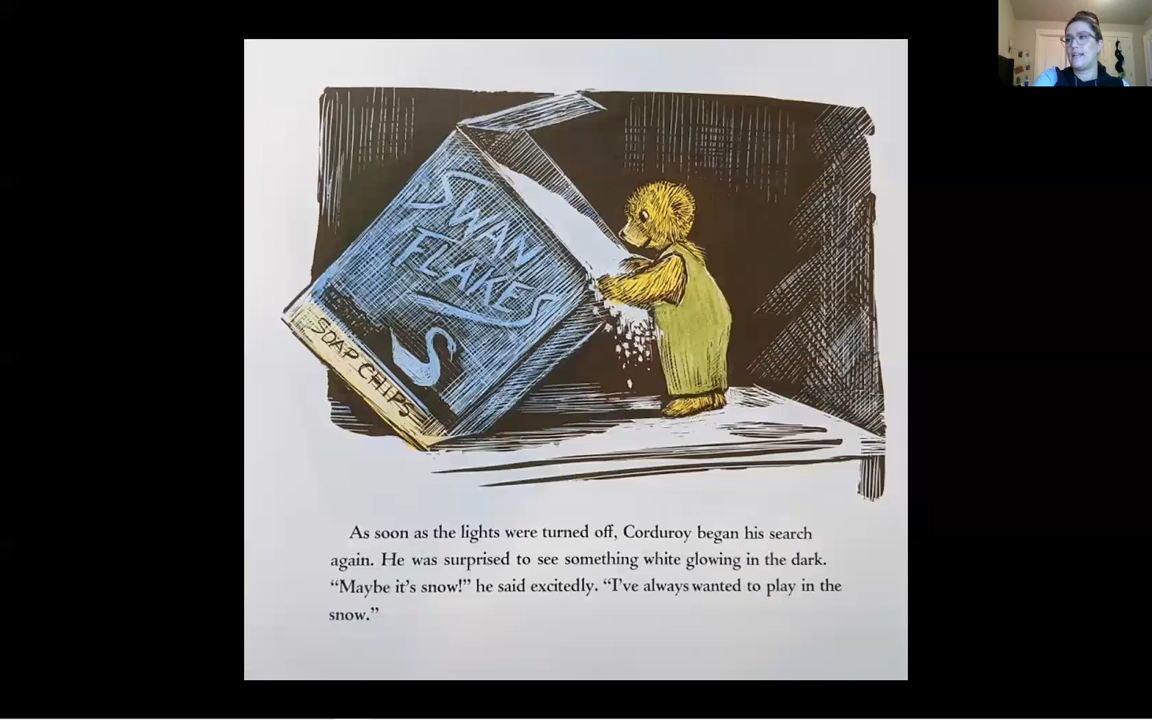 SWAN
FLAKES
S
SOAP CHIPS
As soon as the lights were turned off, Corduroy began his search
again. He was surprised to see something white glowing in the dark.
“Maybe it’s snow!” he said excitedly. “I’ve always wanted to play in the
snow.”